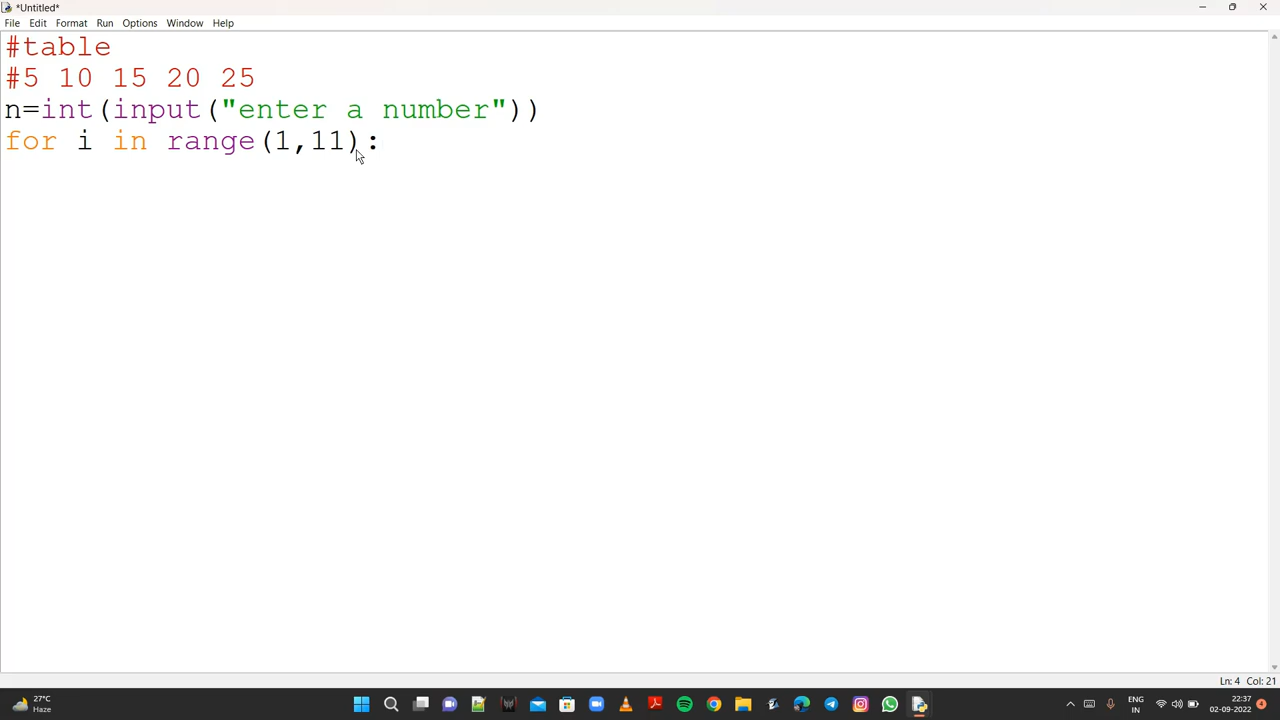 *Untitled*
File Edit Format Run Options Window Help
#table
#5 10 15 20 25
n=int(input("enter a number"))
for i in range(1,11):
Ln: 4 Col: 21
27°C
Haze
ENG
IN
22:37
02-09-2022
4